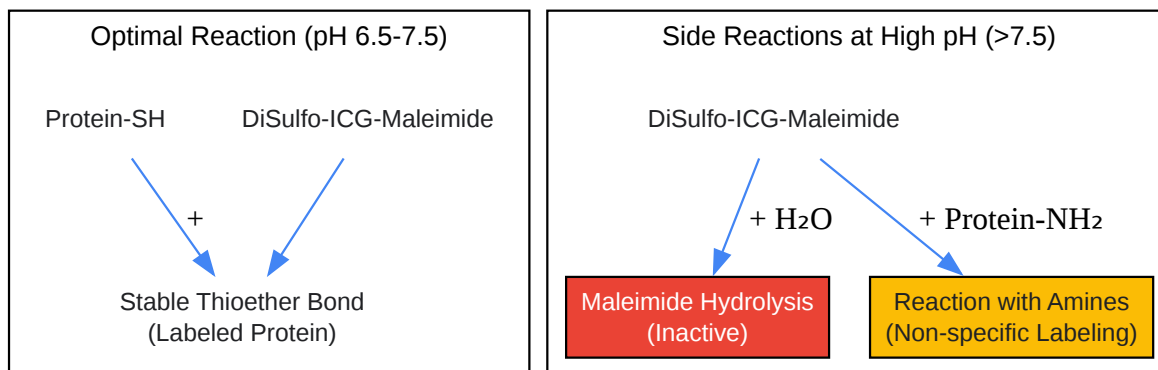 Optimal Reaction (pH 6.5-7.5)
Protein-SH
DiSulfo-ICG-Maleimide
+
Stable Thioether Bond
(Labeled Protein)
Side Reactions at High pH (>7.5)
DiSulfo-ICG-Maleimide
+ H₂O
+ Protein-NH₂
Maleimide Hydrolysis
(Inactive)
Reaction with Amines
(Non-specific Labeling)